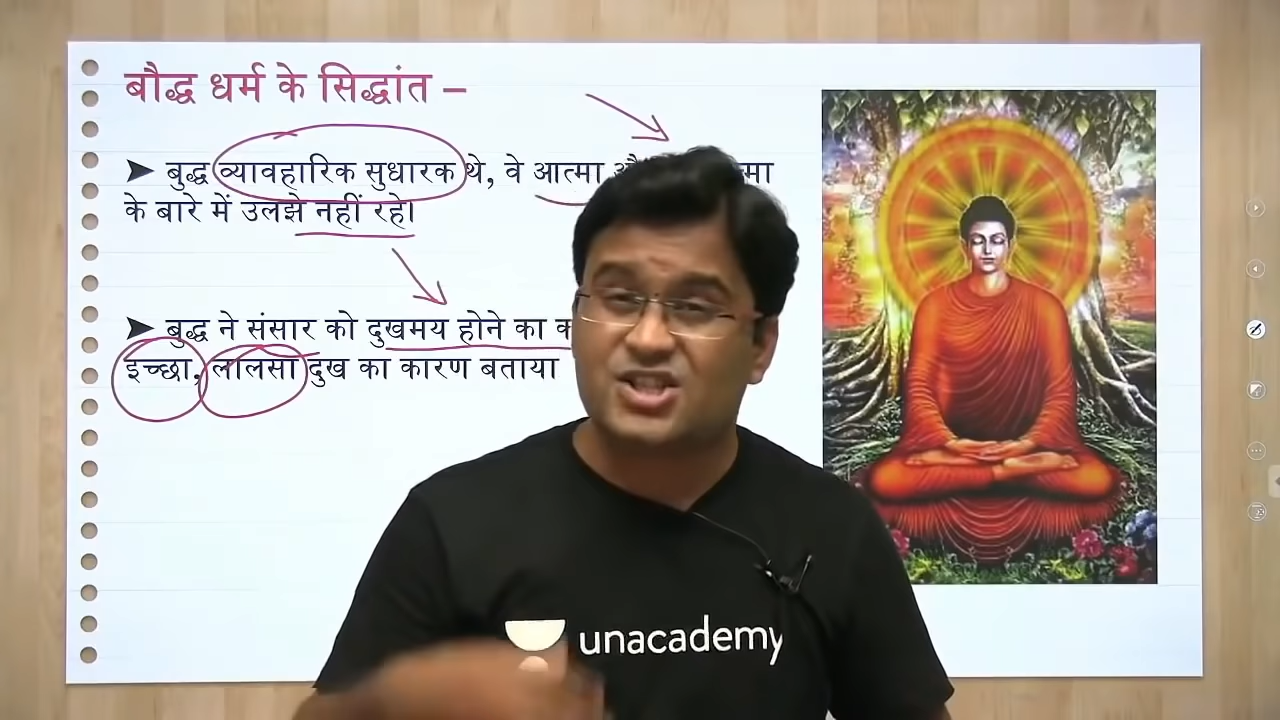 बौद्ध धर्म के सिद्धांत –
➤ बुद्ध व्यावहारिक सुधारक थे, वे आत्मा
के बारे में उलझे नहीं रहे।
➤ बुद्ध ने संसार को दुखमय होने का
इच्छा, लालसा दुख का कारण बताया
unacademy